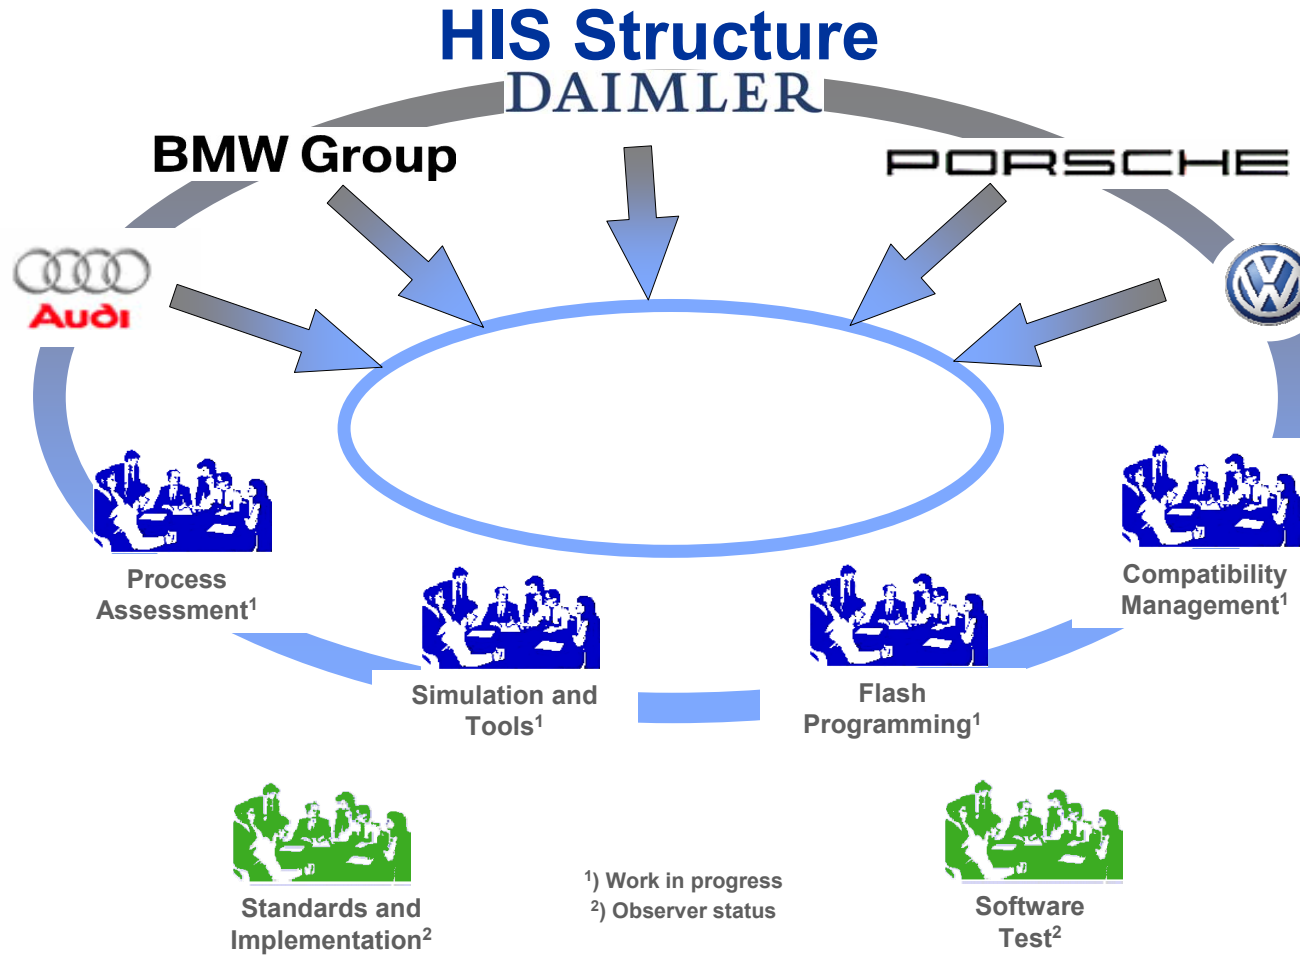 HIS Structure
DAIMLER
BMW Group
PORSCHE
Audi
VW
Process
Assessment¹
Simulation and
Tools¹
Flash
Programming¹
Compatibility
Management¹
Standards and
Implementation²
¹) Work in progress
²) Observer status
Software
Test²